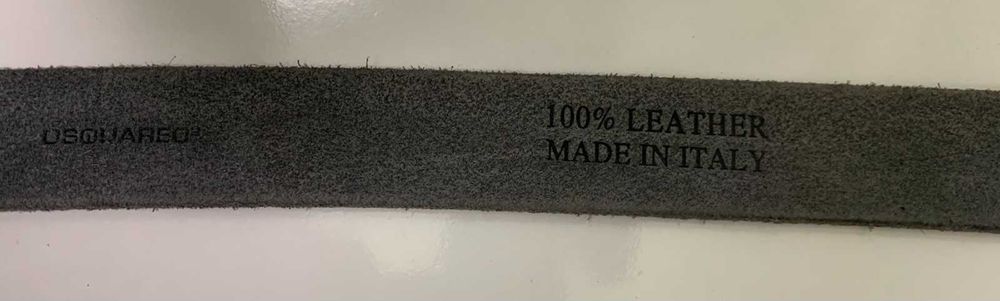 DSQUARED²
100% LEATHER
MADE IN ITALY